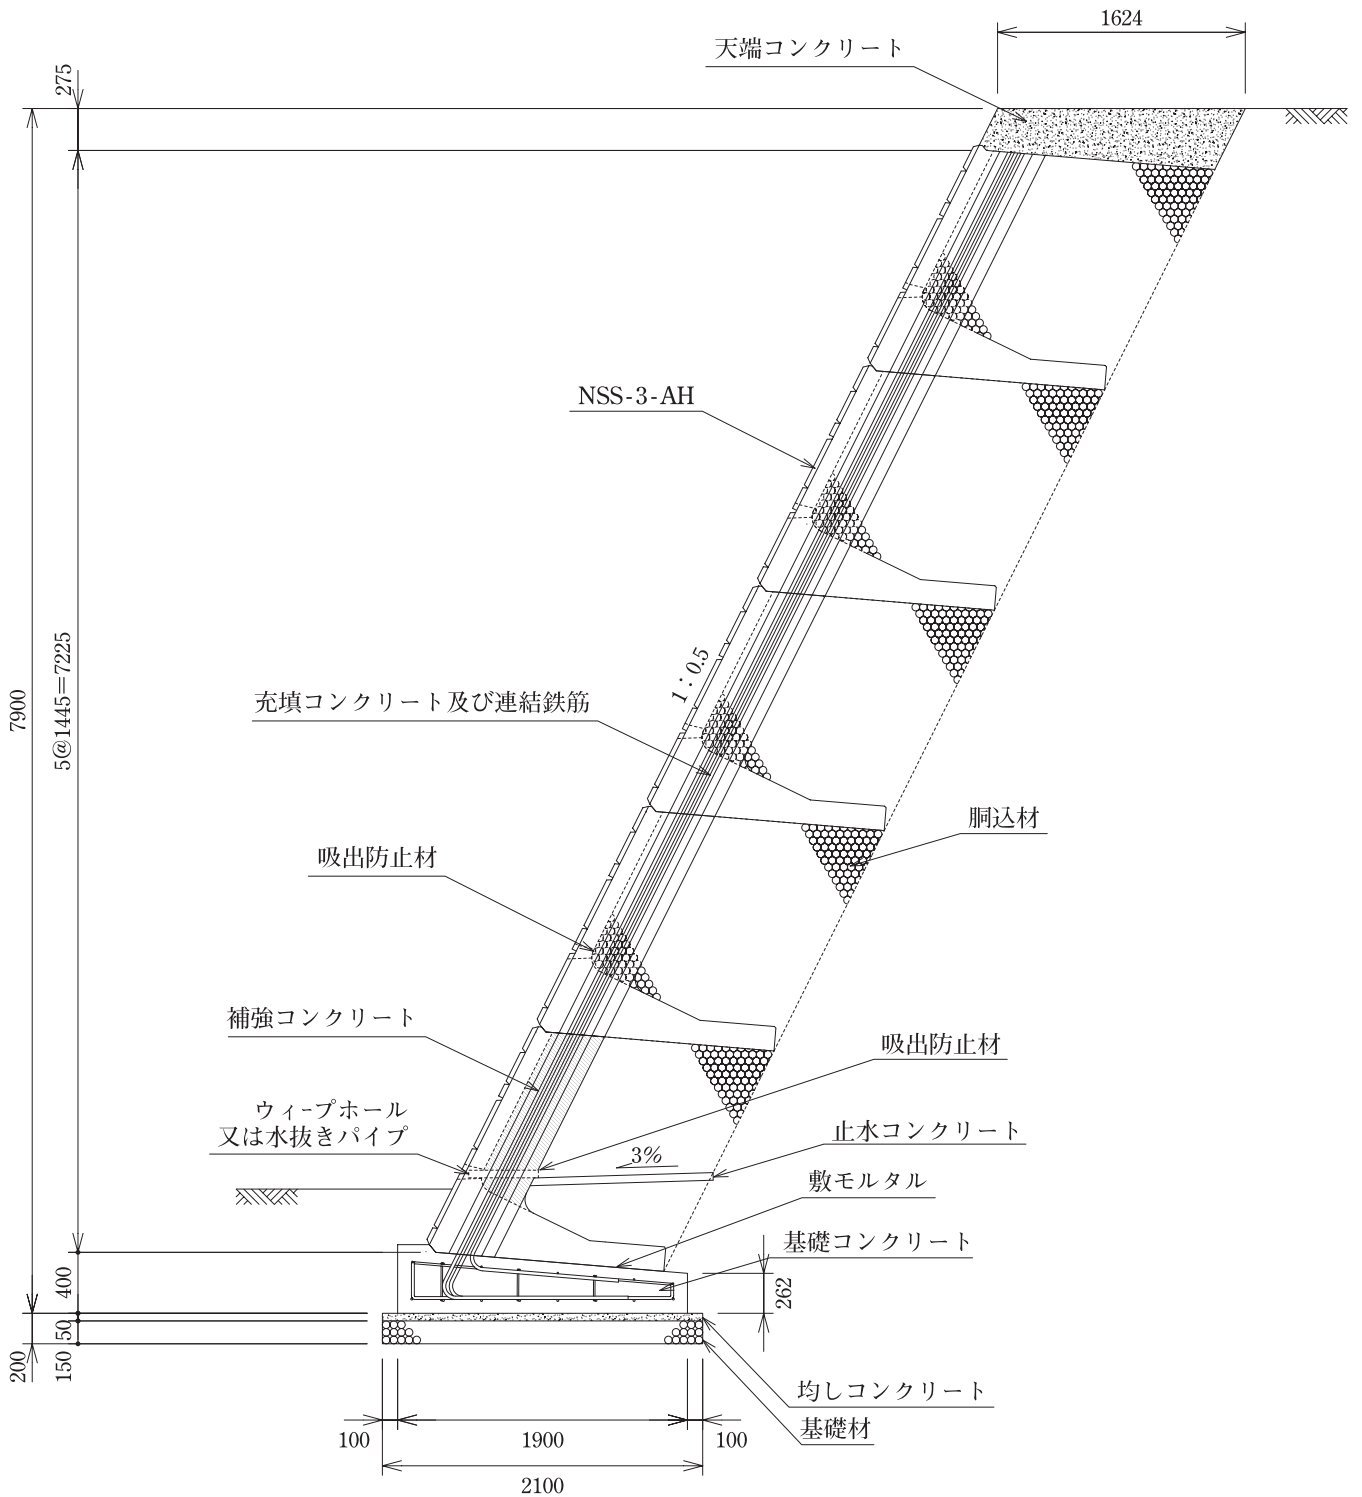 1624
天端コンクリート
275
NSS-3-AH
1：0.5
5@1445=7225
7900
充填コンクリート及び連結鉄筋
胴込材
吸出防止材
補強コンクリート
吸出防止材
ウィープホール
又は水抜きパイプ
止水コンクリート
3%
敷モルタル
基礎コンクリート
400
262
50
150
200
均しコンクリート
基礎材
100
1900
100
2100